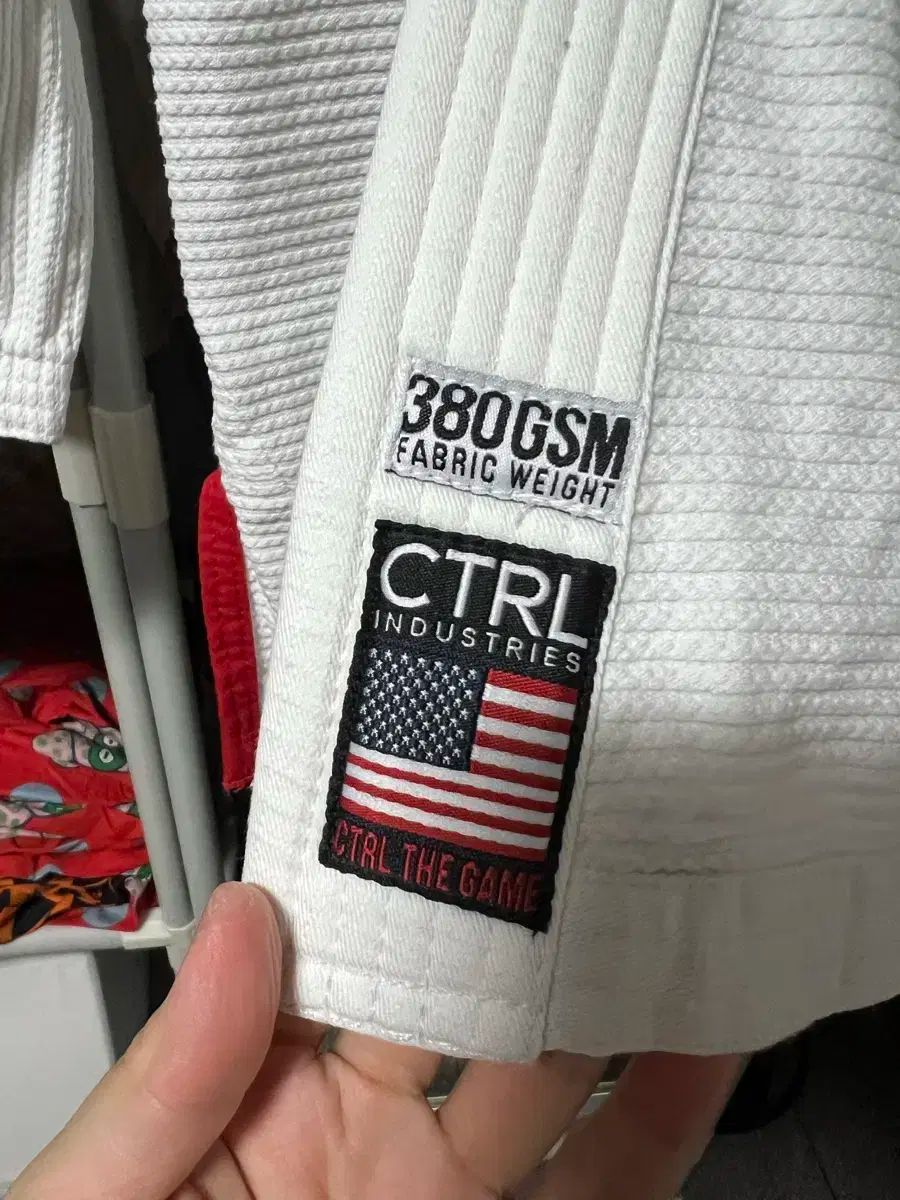 380GSM
FABRIC WEIGHT
CTRL
INDUSTRIES
CTRL THE GAME